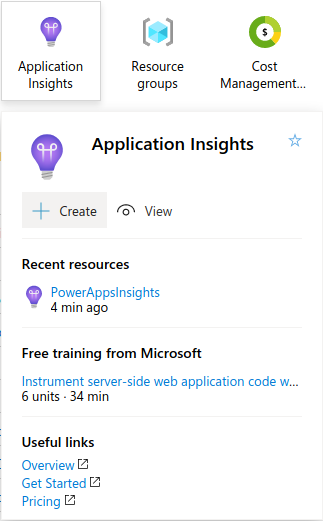 Application
Insights
Resource
groups
Cost
Management...
Application Insights
Create
View
Recent resources
PowerAppsInsights
4 min ago
Free training from Microsoft
Instrument server-side web application code w...
6 units · 34 min
Useful links
Overview
Get Started
Pricing